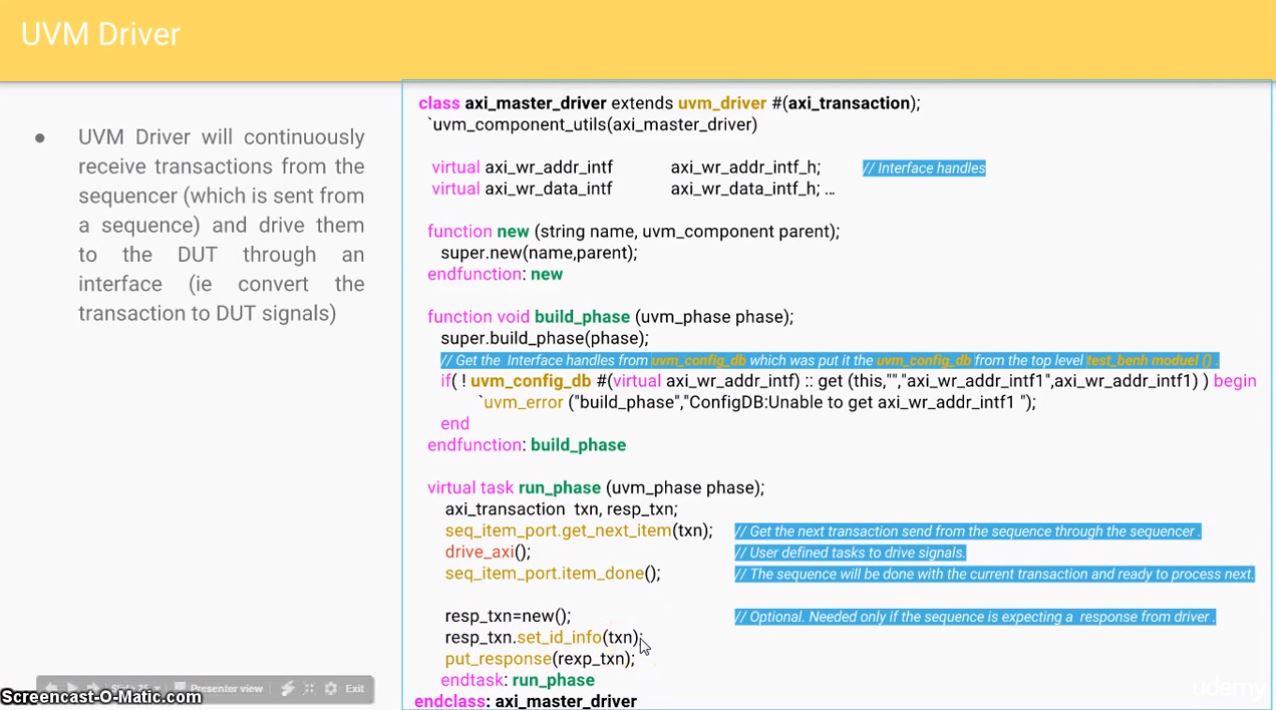 UVM Driver
● UVM Driver will continuously
receive transactions from the
sequencer (which is sent from
a sequence) and drive them
to the DUT through an
interface (ie convert the
transaction to DUT signals)
class axi_master_driver extends uvm_driver #(axi_transaction);
`uvm_component_utils(axi_master_driver)
virtual axi_wr_addr_intf axi_wr_addr_intf_h; // Interface handles
virtual axi_wr_data_intf axi_wr_data_intf_h; ...
function new (string name, uvm_component parent);
super.new(name,parent);
endfunction: new
function void build_phase (uvm_phase phase);
super.build_phase(phase);
// Get the Interface handles from uvm_config_db which was put it the uvm_config_db from the top level test_benh moduel () .
if( ! uvm_config_db #(virtual axi_wr_addr_intf) :: get (this,"","axi_wr_addr_intf1",axi_wr_addr_intf1) ) begin
`uvm_error ("build_phase","ConfigDB:Unable to get axi_wr_addr_intf1 ");
end
endfunction: build_phase
virtual task run_phase (uvm_phase phase);
axi_transaction txn, resp_txn;
seq_item_port.get_next_item(txn); // Get the next transaction send from the sequence through the sequencer .
drive_axi(); // User defined tasks to drive signals.
seq_item_port.item_done(); // The sequence will be done with the current transaction and ready to process next.
resp_txn=new(); // Optional. Needed only if the sequence is expecting a response from driver .
resp_txn.set_id_info(txn);
put_response(rexp_txn);
endtask: run_phase
endclass: axi_master_driver
Presenter view Exit
Screencast-O-Matic.com
udemy